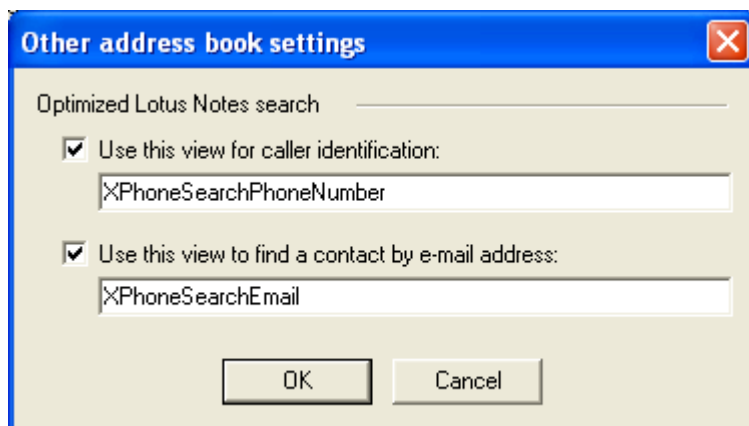 Other address book settings
Optimized Lotus Notes search
Use this view for caller identification:
XPhoneSearchPhoneNumber
Use this view to find a contact by e-mail address:
XPhoneSearchEmail
OK Cancel